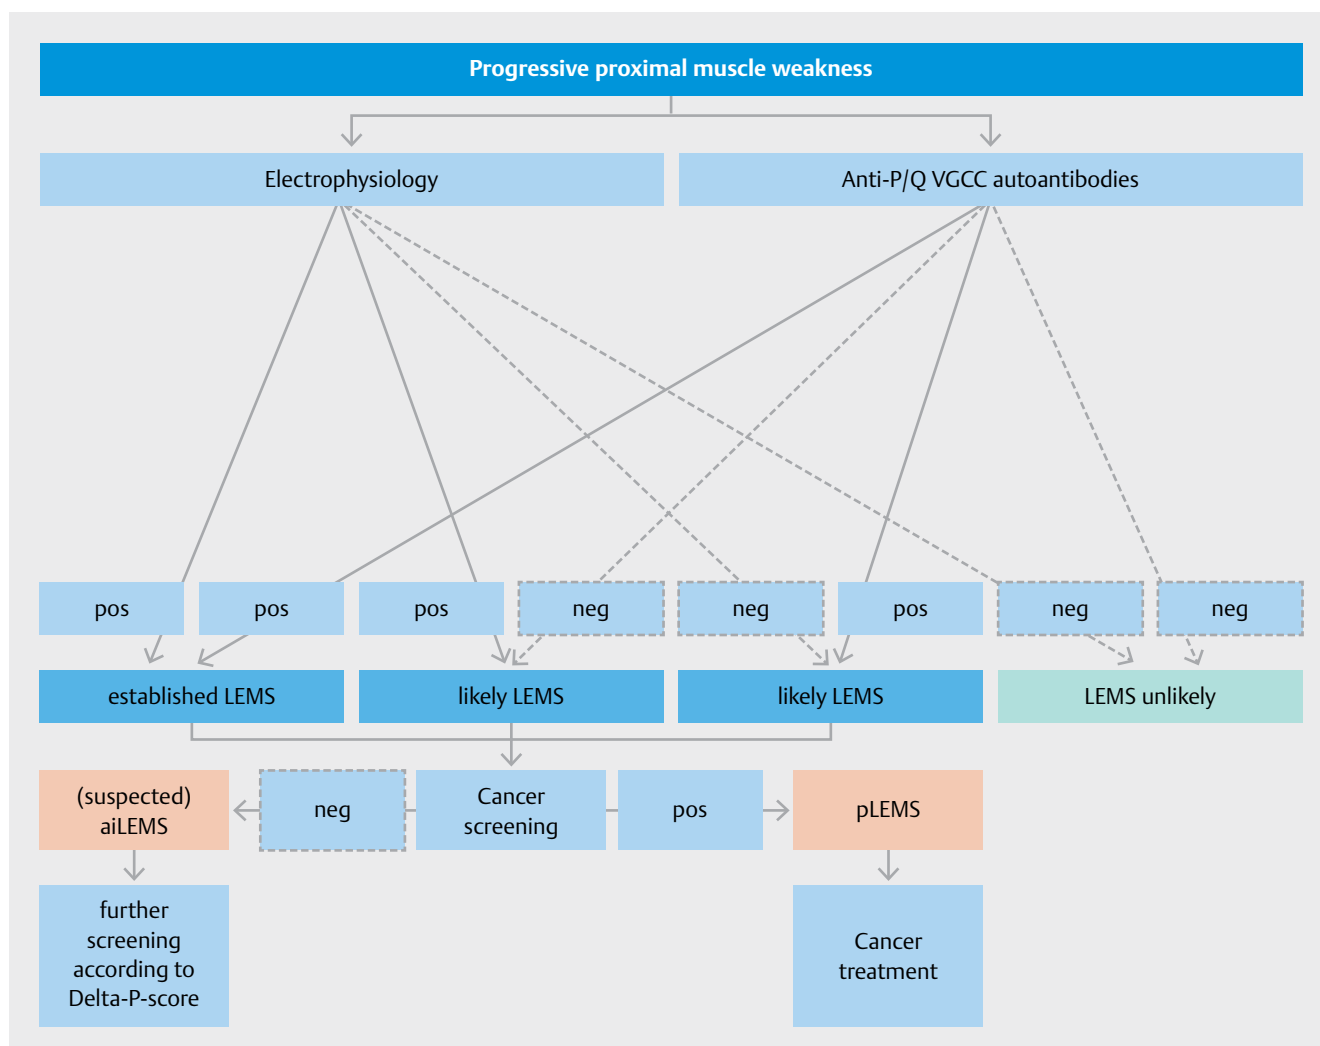 Progressive proximal muscle weakness
Electrophysiology
Anti-P/Q VGCC autoantibodies
pos
pos
pos
neg
neg
pos
neg
neg
established LEMS
likely LEMS
likely LEMS
LEMS unlikely
(suspected)
aiLEMS
neg
Cancer
screening
pos
pLEMS
further
screening
according to
Delta-P-score
Cancer
treatment